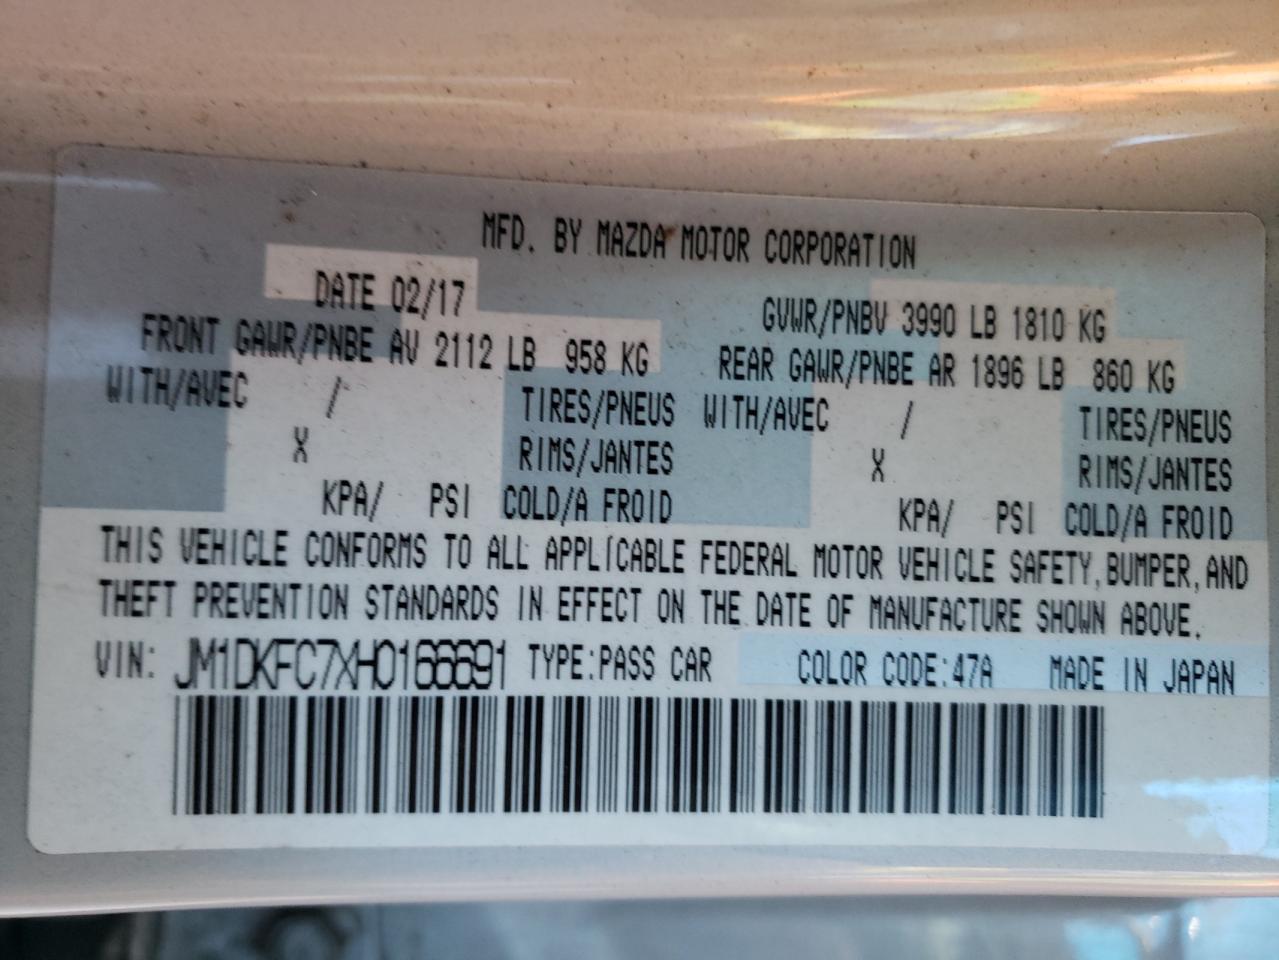 MFD. BY MAZDA MOTOR CORPORATION
DATE 02/17 GVWR/PNBV 3990 LB 1810 KG
FRONT GAWR/PNBE AV 2112 LB 958 KG REAR GAWR/PNBE AR 1896 LB 860 KG
WITH/AVEC / TIRES/PNEUS WITH/AVEC / TIRES/PNEUS
X RIMS/JANTES X RIMS/JANTES
KPA/ PSI COLD/A FROID KPA/ PSI COLD/A FROID
THIS VEHICLE CONFORMS TO ALL APPLICABLE FEDERAL MOTOR VEHICLE SAFETY, BUMPER, AND
THEFT PREVENTION STANDARDS IN EFFECT ON THE DATE OF MANUFACTURE SHOWN ABOVE.
VIN: JM1DKFC7XH0166691 TYPE:PASS CAR COLOR CODE:47A MADE IN JAPAN